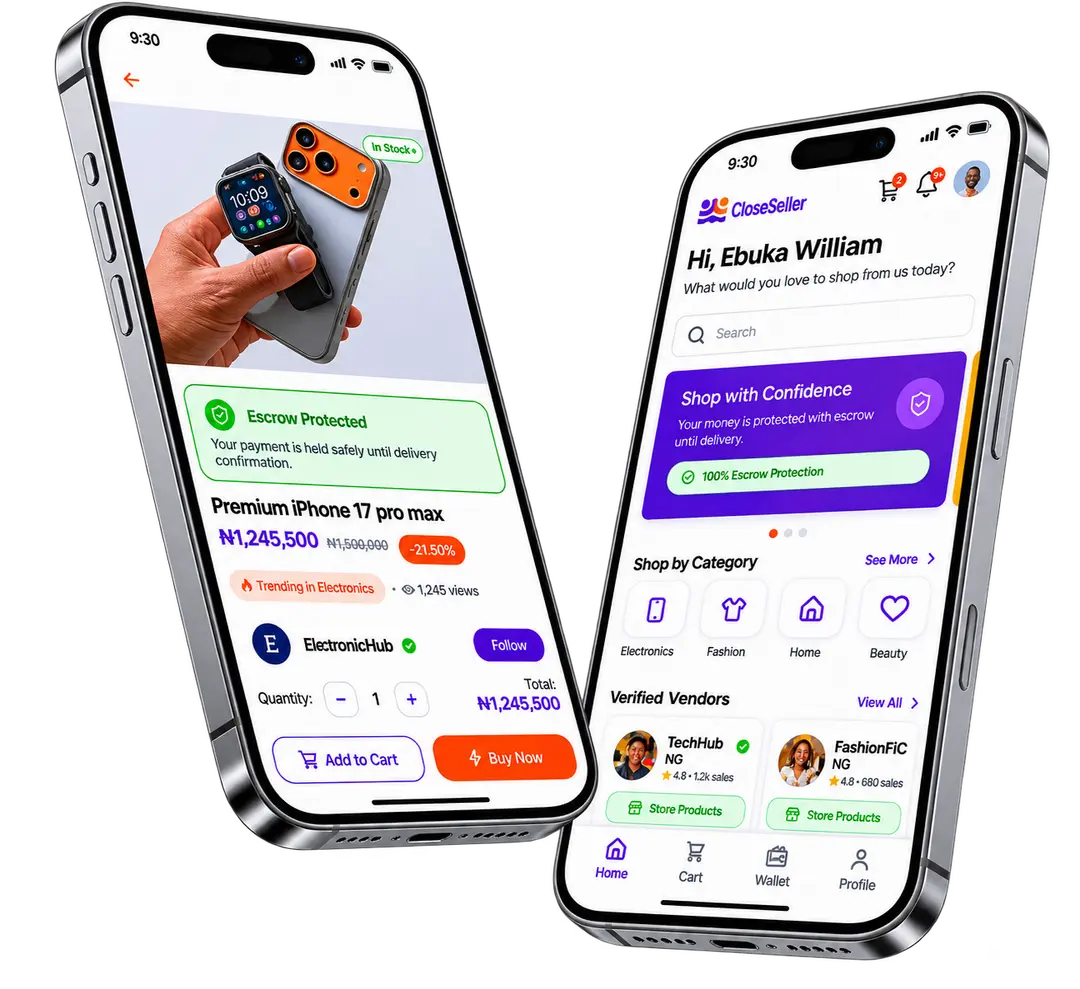 9:30
In Stock
10:09
Escrow Protected
Your payment is held safely until delivery
confirmation.
Premium iPhone 17 pro max
₦1,245,500 ₦1,500,000 -21.50%
Trending in Electronics • 1,245 views
E ElectronicHub Follow
Quantity: − 1 + Total:
₦1,245,500
Add to Cart Buy Now
9:30
2 9+
CloseSeller
Hi, Ebuka William
What would you love to shop from us today?
Search
Shop with Confidence
Your money is protected with escrow
until delivery.
100% Escrow Protection
Shop by Category See More
Electronics Fashion Home Beauty
Verified Vendors View All
TechHub
NG
4.8 • 1.2k sales
Store Products
FashionFiC
NG
4.8 • 680 sales
Store Products
Home Cart Wallet Profile